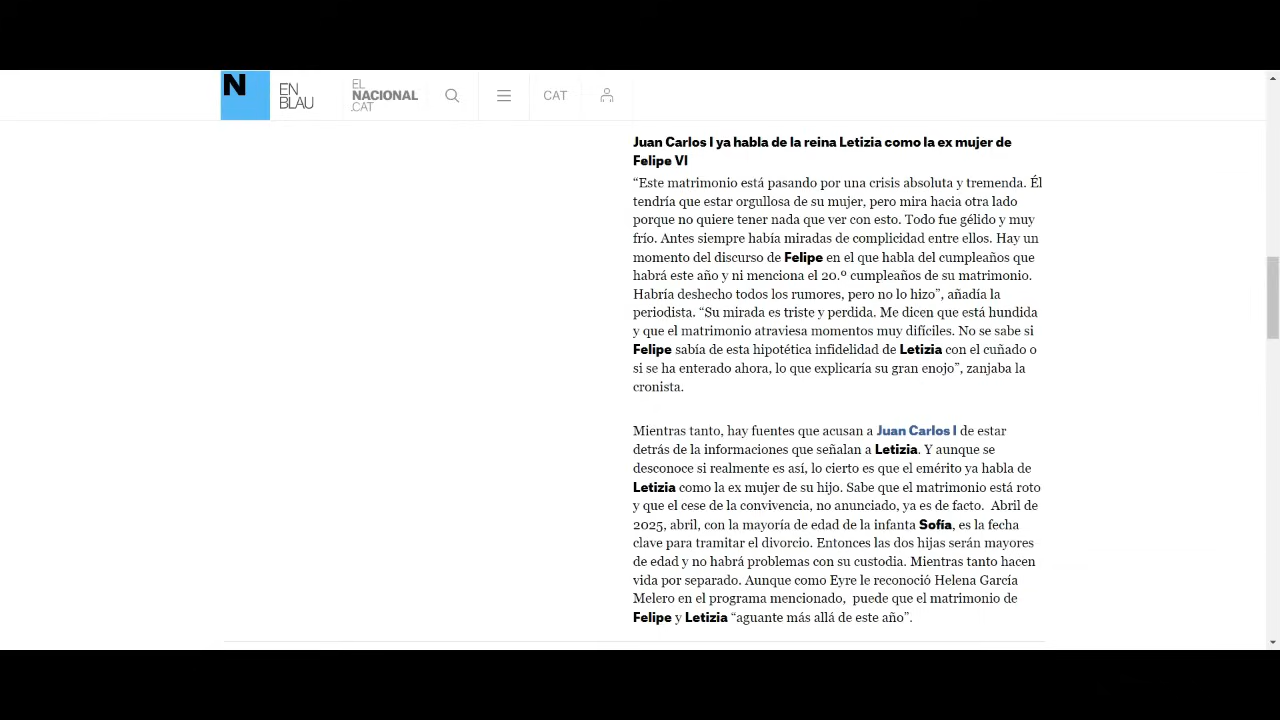 N
EN
BLAU
EL
NACIONAL
.CAT
CAT
Juan Carlos I ya habla de la reina Letizia como la ex mujer de
Felipe VI
“Este matrimonio está pasando por una crisis absoluta y tremenda. Él
tendría que estar orgullosa de su mujer, pero mira hacia otra lado
porque no quiere tener nada que ver con esto. Todo fue gélido y muy
frío. Antes siempre había miradas de complicidad entre ellos. Hay un
momento del discurso de Felipe en el que habla del cumpleaños que
habrá este año y ni menciona el 20.º cumpleaños de su matrimonio.
Habría deshecho todos los rumores, pero no lo hizo”, añadía la
periodista. “Su mirada es triste y perdida. Me dicen que está hundida
y que el matrimonio atraviesa momentos muy difíciles. No se sabe si
Felipe sabía de esta hipotética infidelidad de Letizia con el cuñado o
si se ha enterado ahora, lo que explicaría su gran enojo”, zanjaba la
cronista.
Mientras tanto, hay fuentes que acusan a Juan Carlos I de estar
detrás de la informaciones que señalan a Letizia. Y aunque se
desconoce si realmente es así, lo cierto es que el emérito ya habla de
Letizia como la ex mujer de su hijo. Sabe que el matrimonio está roto
y que el cese de la convivencia, no anunciado, ya es de facto. Abril de
2025, abril, con la mayoría de edad de la infanta Sofía, es la fecha
clave para tramitar el divorcio. Entonces las dos hijas serán mayores
de edad y no habrá problemas con su custodia. Mientras tanto hacen
vida por separado. Aunque como Eyre le reconoció Helena García
Melero en el programa mencionado, puede que el matrimonio de
Felipe y Letizia “aguante más allá de este año”.